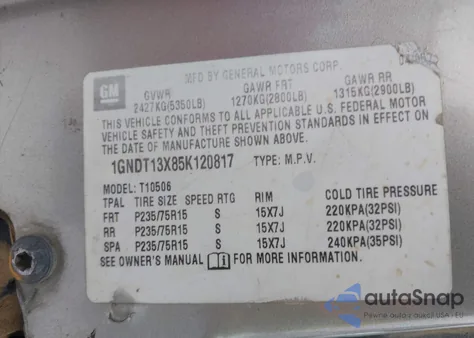 MFD BY GENERAL MOTORS CORP
GM
GVWR GAWR FRT GAWR RR
2427KG(5350LB) 1270KG(2800LB) 1315KG(2900LB)
THIS VEHICLE CONFORMS TO ALL APPLICABLE U.S. FEDERAL MOTOR
VEHICLE SAFETY AND THEFT PREVENTION STANDARDS IN EFFECT ON
THE DATE OF MANUFACTURE SHOWN ABOVE.
1GNDT13X85K120817 TYPE: M.P.V.
MODEL: T10506
TPAL TIRE SIZE SPEED RTG RIM COLD TIRE PRESSURE
FRT P235/75R15 S 15X7J 220KPA(32PSI)
RR P235/75R15 S 15X7J 220KPA(32PSI)
SPA P235/75R15 S 15X7J 240KPA(35PSI)
SEE OWNER'S MANUAL FOR MORE INFORMATION.
autoSnap